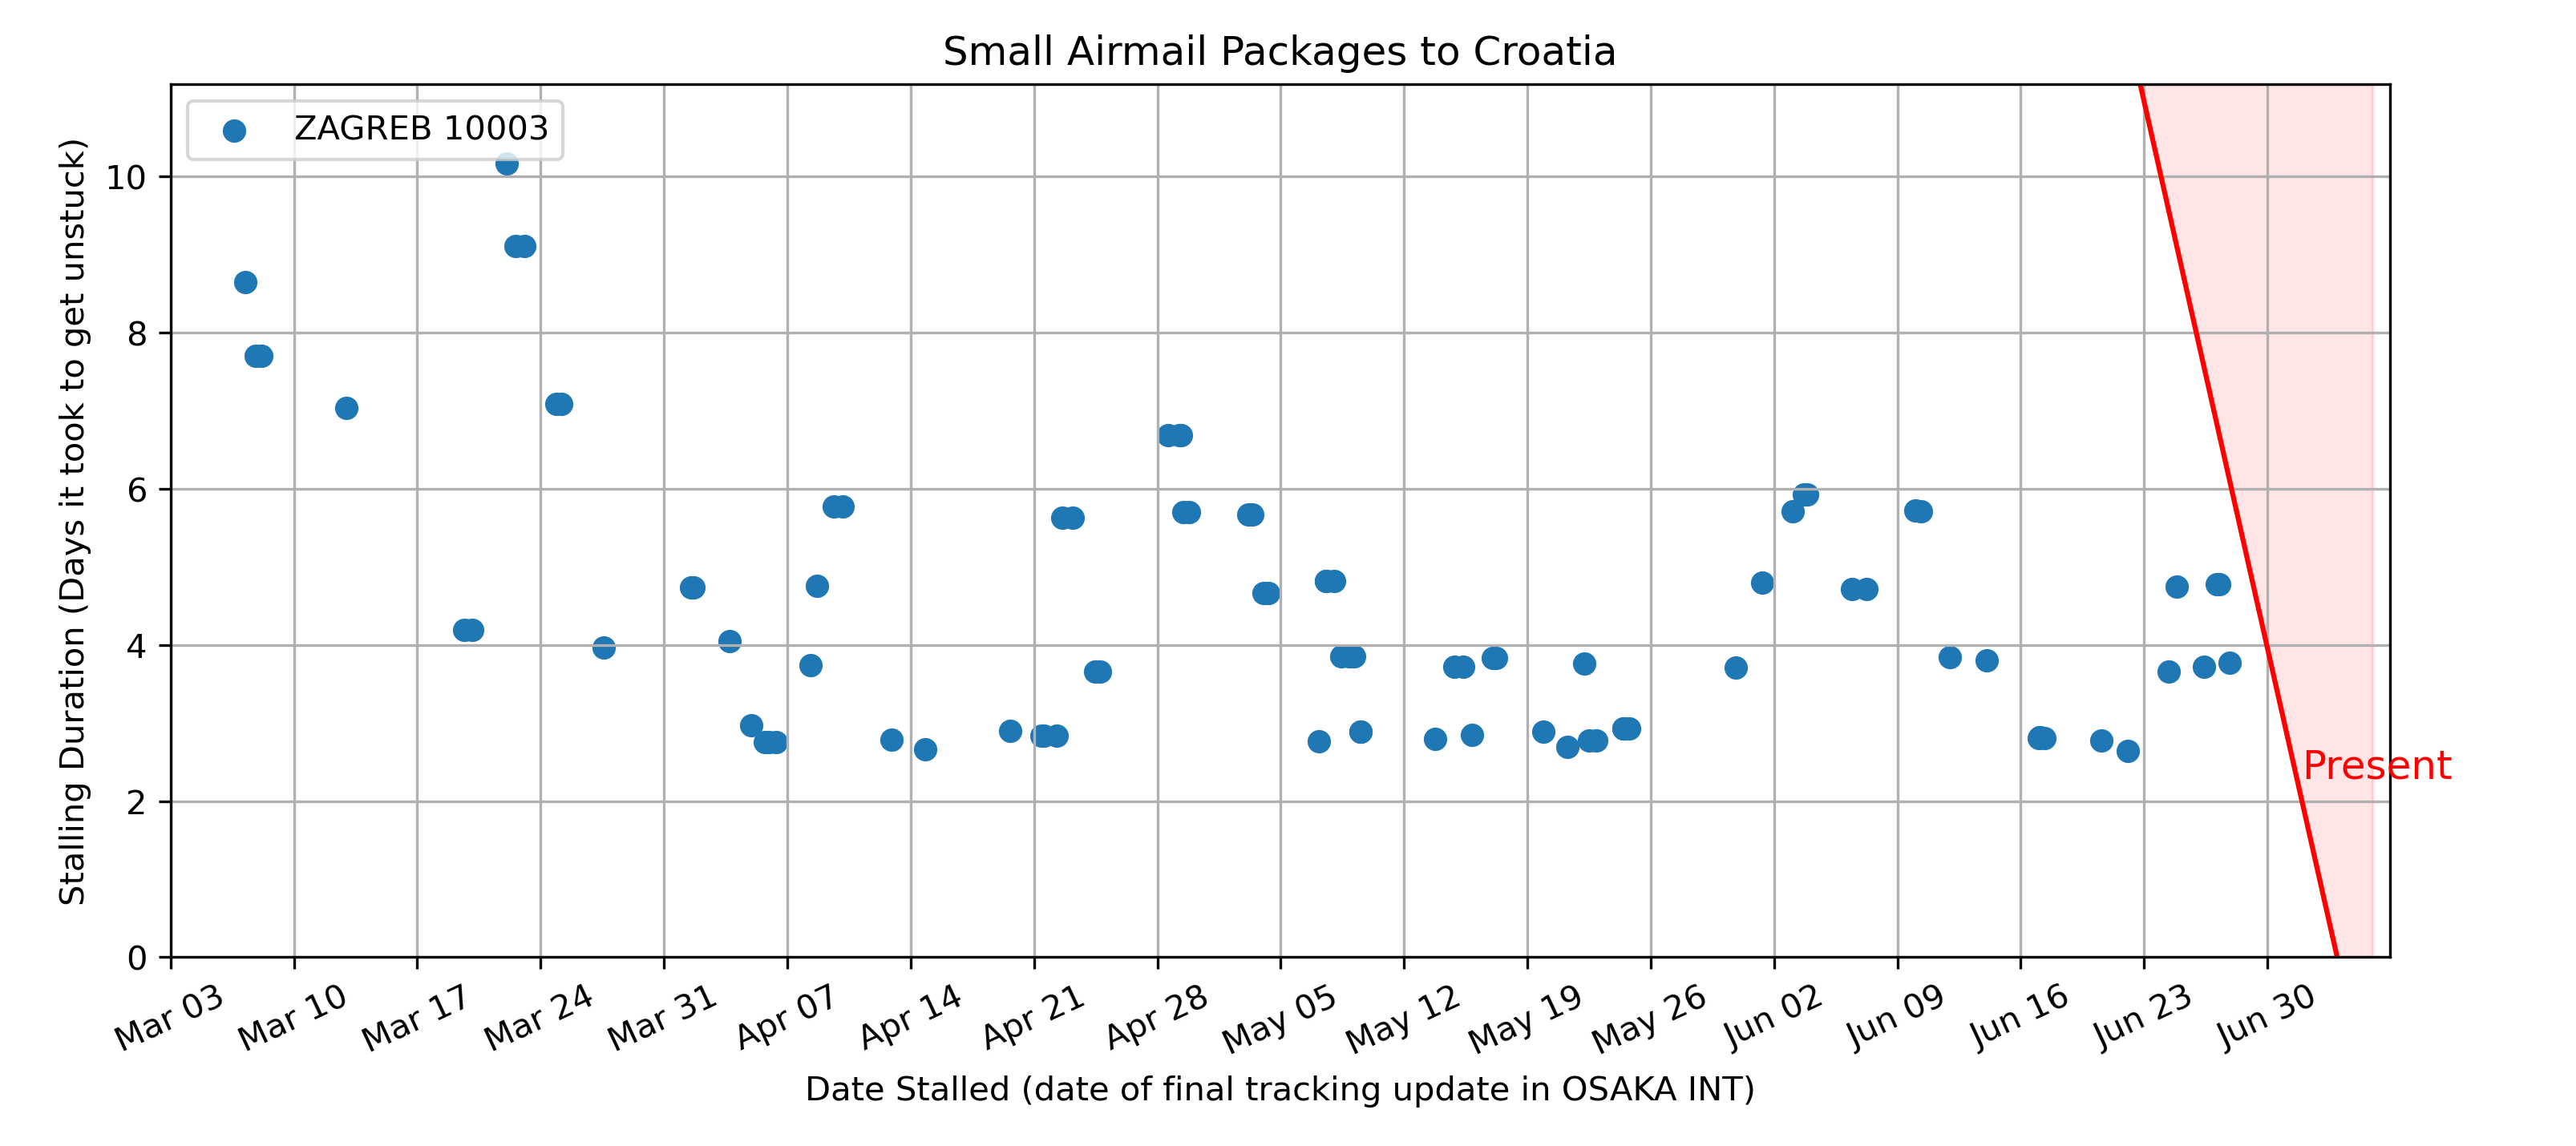 Small Airmail Packages to Croatia
ZAGREB 10003
Stalling Duration (Days it took to get unstuck)
10
8
6
4
2
0
Present
Mar 03
Mar 10
Mar 17
Mar 24
Mar 31
Apr 07
Apr 14
Apr 21
Apr 28
May 05
May 12
May 19
May 26
Jun 02
Jun 09
Jun 16
Jun 23
Jun 30
Date Stalled (date of final tracking update in OSAKA INT)